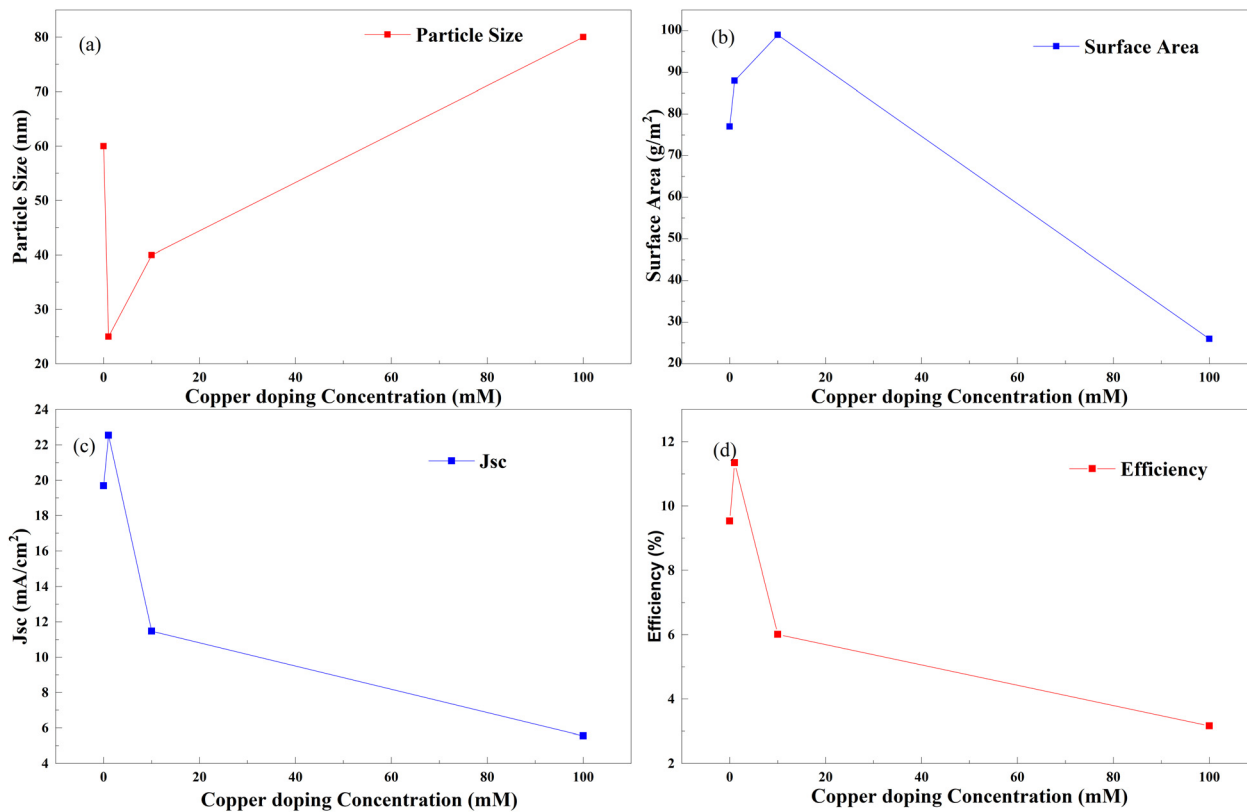 (a)
Particle Size
Particle Size (nm)
80
70
60
50
40
30
20
0 20 40 60 80 100
Copper doping Concentration (mM)
(b)
Surface Area
Surface Area (g/m²)
100
90
80
70
60
50
40
30
20
0 20 40 60 80 100
Copper doping Concentration (mM)
(c)
Jsc
Jsc (mA/cm²)
24
22
20
18
16
14
12
10
8
6
4
0 20 40 60 80 100
Copper doping Concentration (mM)
(d)
Efficiency
Efficiency (%)
12
10
8
6
4
2
0 20 40 60 80 100
Copper doping Concentration (mM)